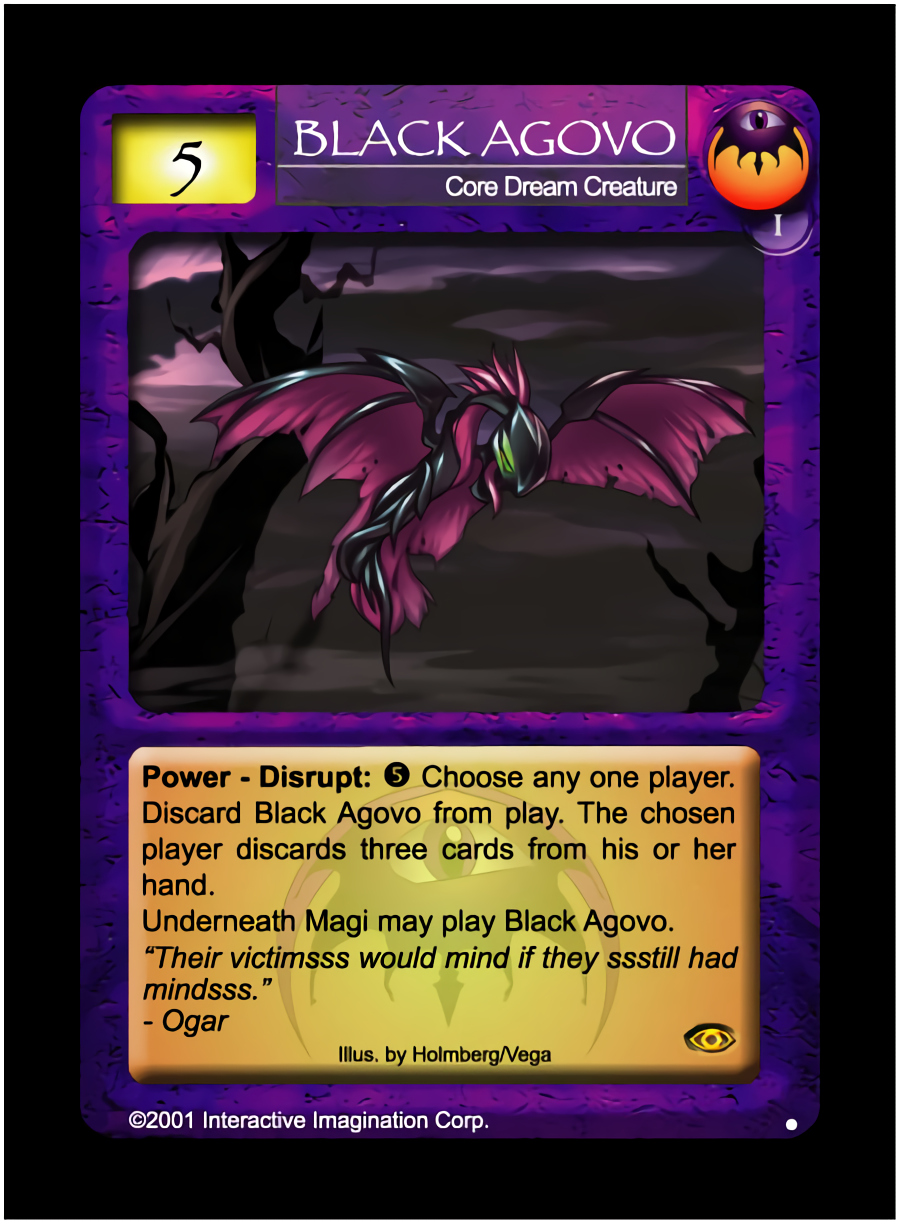 5
BLACK AGOVO
Core Dream Creature
I
Power - Disrupt: ❺ Choose any one player.
Discard Black Agovo from play. The chosen
player discards three cards from his or her
hand.
Underneath Magi may play Black Agovo.
“Their victimsss would mind if they ssstill had
mindsss.”
- Ogar
Illus. by Holmberg/Vega
©2001 Interactive Imagination Corp.